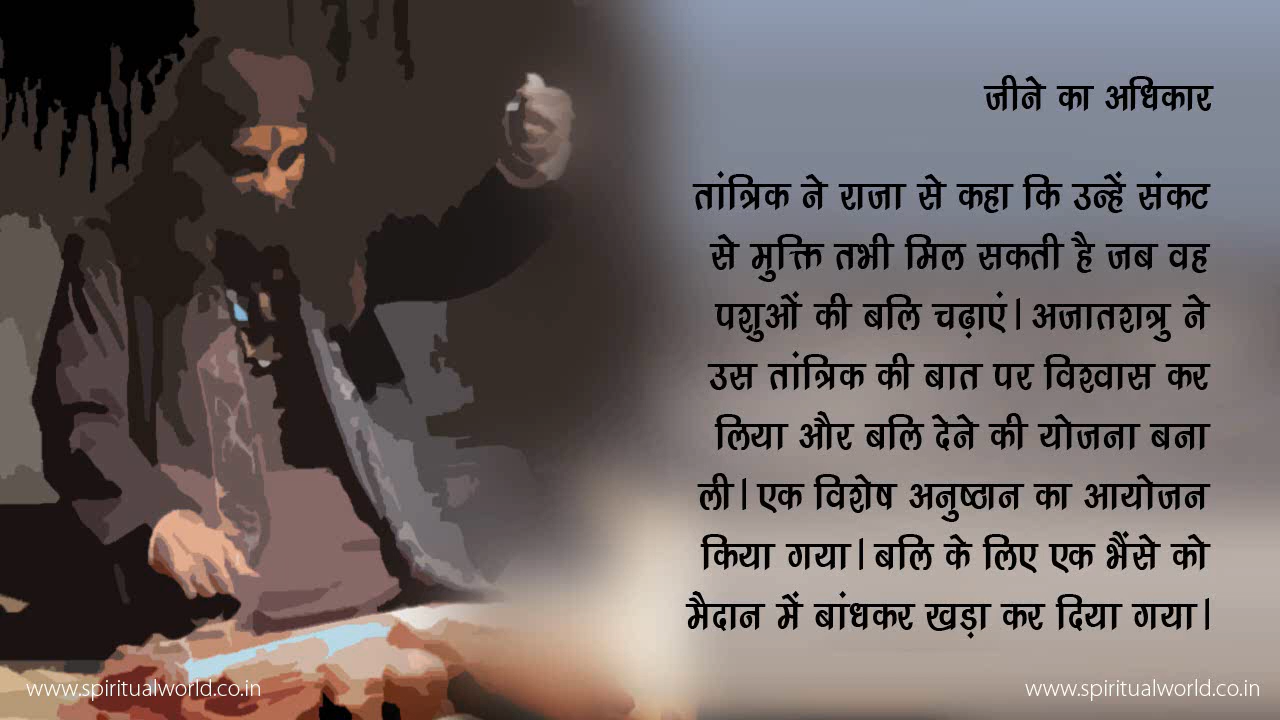 जीने का अधिकार
तांत्रिक ने राजा से कहा कि उन्हें संकट
से मुक्ति तभी मिल सकती है जब वह
पशुओं की बलि चढ़ाएं। अजातशत्रु ने
उस तांत्रिक की बात पर विश्वास कर
लिया और बलि देने की योजना बना
ली। एक विशेष अनुष्ठान का आयोजन
किया गया। बलि के लिए एक भैंसे को
मैदान में बांधकर खड़ा कर दिया गया।
www.spiritualworld.co.in
www.spiritualworld.co.in